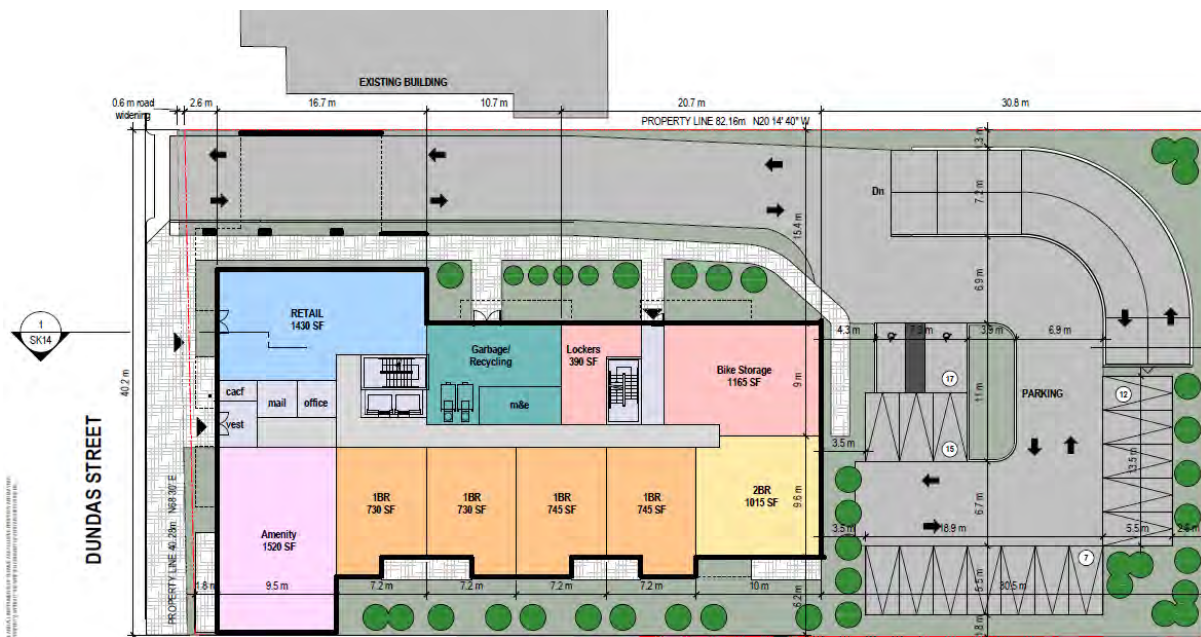 EXISTING BUILDING
0.6 m road
widening
2.6 m
16.7 m
10.7 m
20.7 m
30.8 m
PROPERTY LINE 82.16m N20 14' 40" W
Dn
7.2 m
15.4 m
6.9 m
1
SK14
40.2 m
DUNDAS STREET
RETAIL
1430 SF
cacf
mail
office
vest
Garbage/
Recycling
m&e
Lockers
390 SF
Bike Storage
1165 SF
9 m
4.3 m
3.9 m
6.9 m
17
11 m
PARKING
12
15
3.5 m
13.5 m
Amenity
1520 SF
1BR
730 SF
1BR
730 SF
1BR
745 SF
1BR
745 SF
2BR
1015 SF
9.6 m
6.7 m
3.5 m
18.9 m
5.5 m
7
1.8 m
9.5 m
7.2 m
7.2 m
7.2 m
7.2 m
10 m
6.2 m
5.5 m
30.5 m
1.8 m